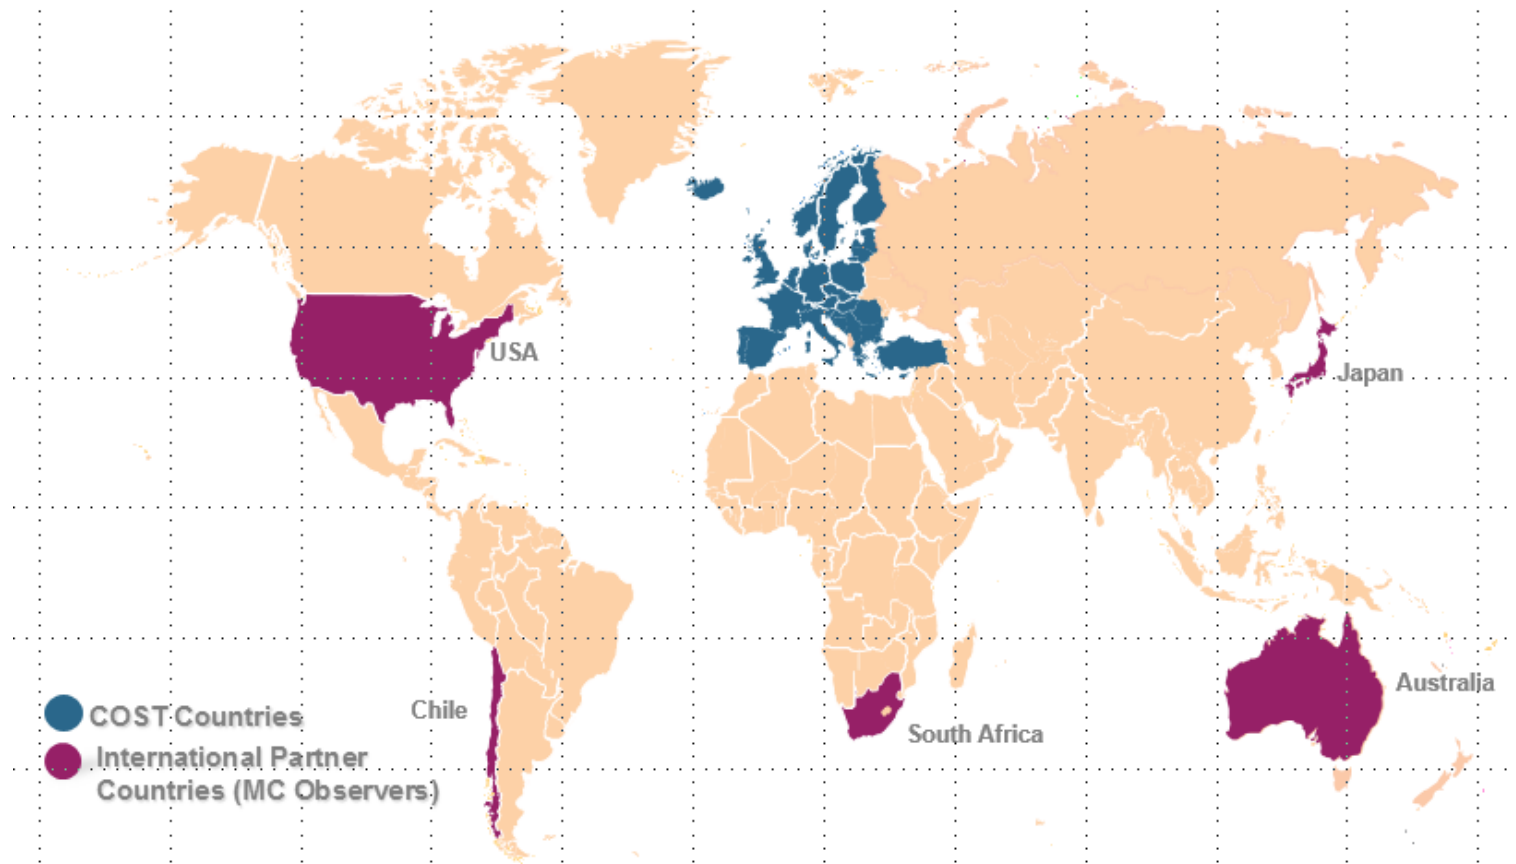 USA
Japan
Chile
Australia
South Africa
COST Countries
International Partner
Countries (MC Observers)